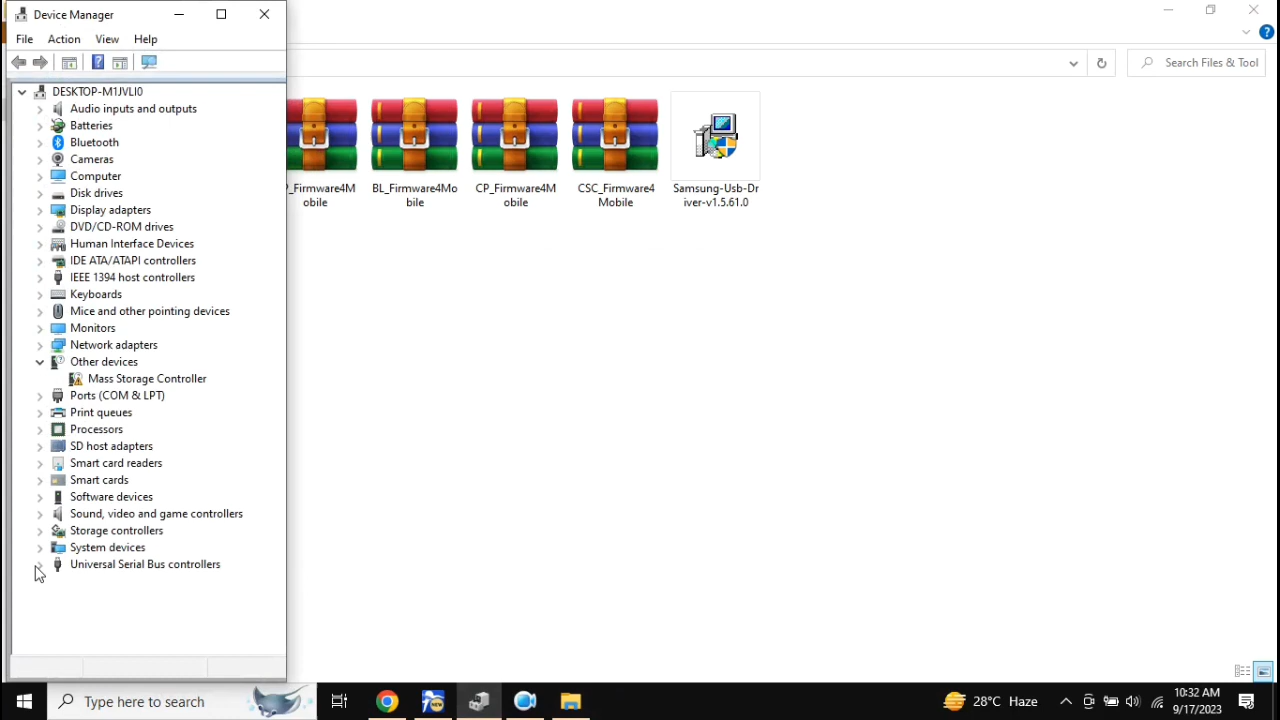 Device Manager
File Action View Help
DESKTOP-M1JVLI0
Audio inputs and outputs
Batteries
Bluetooth
Cameras
Computer
Disk drives
Display adapters
DVD/CD-ROM drives
Human Interface Devices
IDE ATA/ATAPI controllers
IEEE 1394 host controllers
Keyboards
Mice and other pointing devices
Monitors
Network adapters
Other devices
Mass Storage Controller
Ports (COM & LPT)
Print queues
Processors
SD host adapters
Smart card readers
Smart cards
Software devices
Sound, video and game controllers
Storage controllers
System devices
Universal Serial Bus controllers
Search Files & Tool
P_Firmware4M
obile
BL_Firmware4Mo
bile
CP_Firmware4M
obile
CSC_Firmware4
Mobile
Samsung-Usb-Dr
iver-v1.5.61.0
Type here to search
NEW
28°C Haze
10:32 AM
9/17/2023